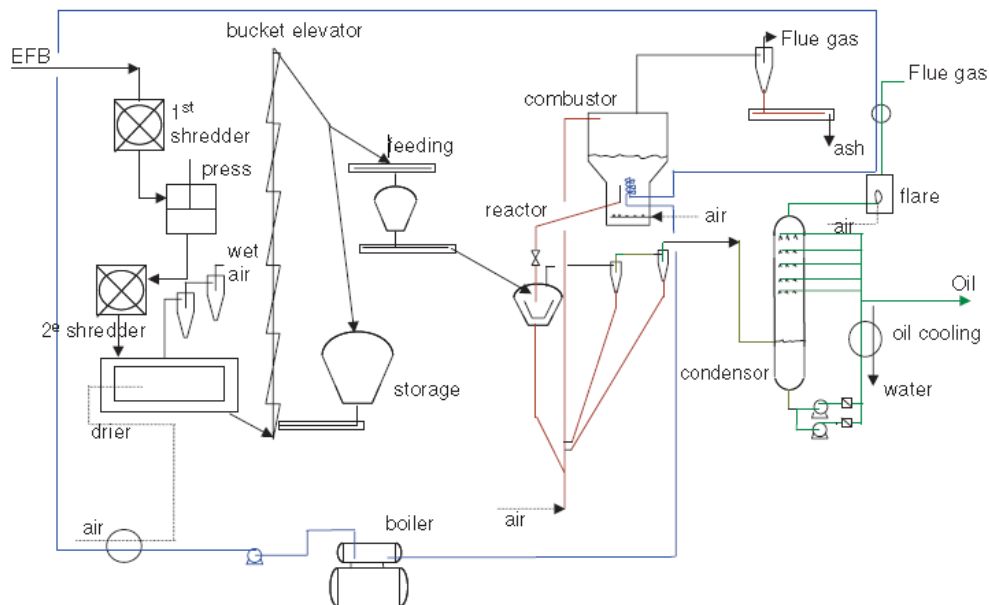 bucket elevator
EFB
Flue gas
Flue gas
combustor
1st
shredder
feeding
ash
press
reactor
air
flare
air
wet
air
Oil
2e shredder
oil cooling
condensor
storage
water
drier
air
air
boiler